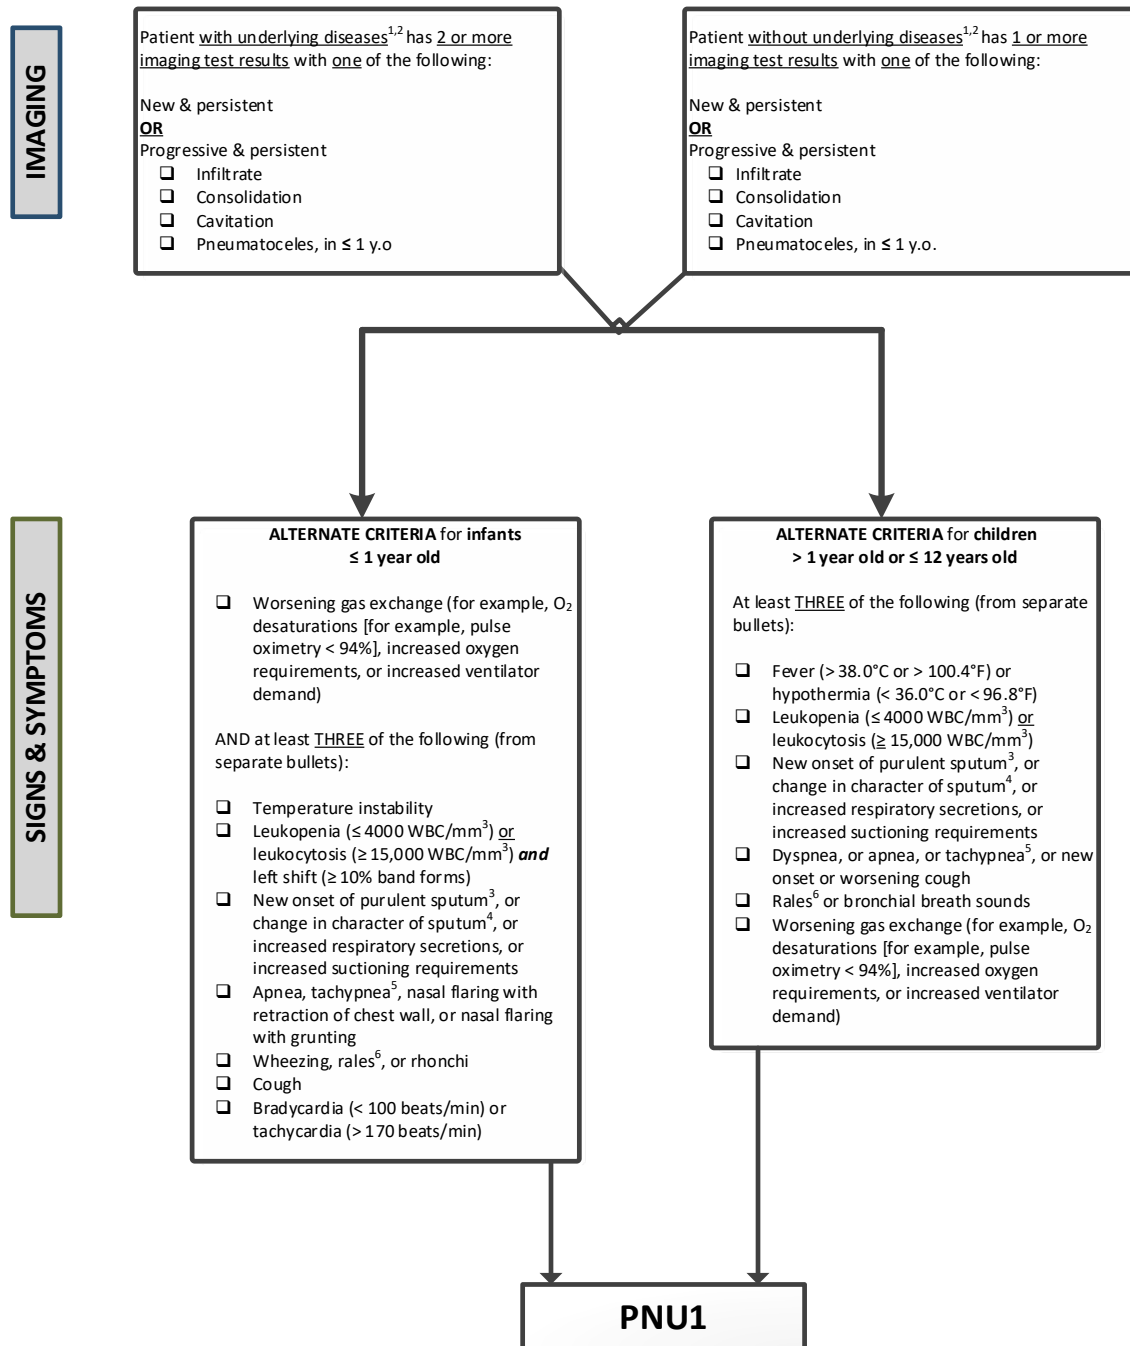 IMAGING
Patient with underlying diseases1,2 has 2 or more
imaging test results with one of the following:
New & persistent
OR
Progressive & persistent
❑ Infiltrate
❑ Consolidation
❑ Cavitation
❑ Pneumatoceles, in ≤ 1 y.o
Patient without underlying diseases1,2 has 1 or more
imaging test results with one of the following:
New & persistent
OR
Progressive & persistent
❑ Infiltrate
❑ Consolidation
❑ Cavitation
❑ Pneumatoceles, in ≤ 1 y.o.
SIGNS & SYMPTOMS
ALTERNATE CRITERIA for infants
≤ 1 year old
❑ Worsening gas exchange (for example, O2
desaturations [for example, pulse
oximetry < 94%], increased oxygen
requirements, or increased ventilator
demand)
AND at least THREE of the following (from
separate bullets):
❑ Temperature instability
❑ Leukopenia (≤ 4000 WBC/mm3) or
leukocytosis (≥ 15,000 WBC/mm3) and
left shift (≥ 10% band forms)
❑ New onset of purulent sputum3, or
change in character of sputum4, or
increased respiratory secretions, or
increased suctioning requirements
❑ Apnea, tachypnea5, nasal flaring with
retraction of chest wall, or nasal flaring
with grunting
❑ Wheezing, rales6, or rhonchi
❑ Cough
❑ Bradycardia (< 100 beats/min) or
tachycardia (> 170 beats/min)
ALTERNATE CRITERIA for children
> 1 year old or ≤ 12 years old
At least THREE of the following (from separate
bullets):
❑ Fever (> 38.0°C or > 100.4°F) or
hypothermia (< 36.0°C or < 96.8°F)
❑ Leukopenia (≤ 4000 WBC/mm3) or
leukocytosis (≥ 15,000 WBC/mm3)
❑ New onset of purulent sputum3, or
change in character of sputum4, or
increased respiratory secretions, or
increased suctioning requirements
❑ Dyspnea, or apnea, or tachypnea5, or new
onset or worsening cough
❑ Rales6 or bronchial breath sounds
❑ Worsening gas exchange (for example, O2
desaturations [for example, pulse
oximetry < 94%], increased oxygen
requirements, or increased ventilator
demand)
PNU1